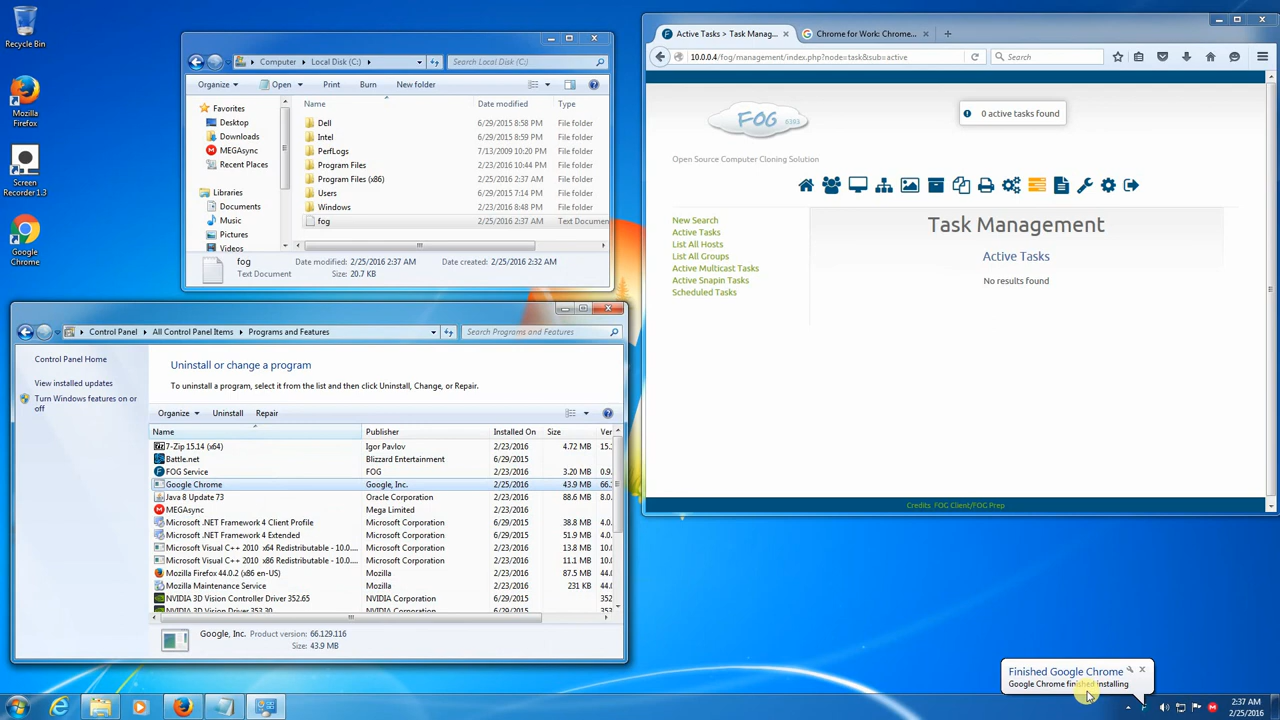 Recycle Bin
Mozilla
Firefox
Screen
Recorder1.3
Google
Chrome
Computer
Local Disk (C:)
Search Local Disk (C:)
Organize
Open
Print
Burn
New folder
Favorites
Desktop
Downloads
MEGAsync
Recent Places
Libraries
Documents
Music
Pictures
Videos
Name
Date modified
Type
Dell
6/29/2015 8:58 PM
File folder
Intel
6/29/2015 8:39 PM
File folder
PerfLogs
7/13/2009 10:20 PM
File folder
Program Files
2/23/2016 10:44 PM
File folder
Program Files (x86)
2/25/2016 2:37 AM
File folder
Users
6/29/2015 7:14 PM
File folder
Windows
2/23/2016 8:48 PM
File folder
fog
2/25/2016 2:37 AM
Text Documen
fog
Date modified: 2/25/2016 2:37 AM
Date created: 2/25/2016 2:32 AM
Text Document
Size: 20.7 KB
Control Panel
All Control Panel Items
Programs and Features
Search Programs and Features
Control Panel Home
View installed updates
Turn Windows features on or
off
Uninstall or change a program
To uninstall a program, select it from the list and then click Uninstall, Change, or Repair.
Organize
Uninstall
Repair
Name
Publisher
Installed On
Size
Ver
7-Zip 15.14 (x64)
Igor Pavlov
2/23/2016
4.72 MB
15.
Battle.net
Blizzard Entertainment
6/29/2015
FOG Service
FOG
2/23/2016
3.20 MB
0.9.
Google Chrome
Google, Inc.
2/25/2016
43.9 MB
66.
Java 8 Update 73
Oracle Corporation
2/23/2016
88.6 MB
8.0.
MEGAsync
Mega Limited
2/23/2016
Microsoft .NET Framework 4 Client Profile
Microsoft Corporation
2/23/2016
38.8 MB
4.0.
Microsoft .NET Framework 4 Extended
Microsoft Corporation
6/29/2015
51.9 MB
4.0.
Microsoft Visual C++ 2010 x64 Redistributable - 10.0....
Microsoft Corporation
2/23/2016
13.8 MB
10.0
Microsoft Visual C++ 2010 x86 Redistributable - 10.0....
Microsoft Corporation
2/23/2016
11.1 MB
10.0
Mozilla Firefox 44.0.2 (x86 en-US)
Mozilla
2/23/2016
87.5 MB
44.0
Mozilla Maintenance Service
Mozilla
2/23/2016
231 KB
44.0
NVIDIA 3D Vision Controller Driver 352.65
NVIDIA Corporation
6/29/2015
352
NVIDIA 3D Vision Driver 353.30
NVIDIA Corporation
6/29/2015
353
Google, Inc.
Product version: 66.129.116
Size: 43.9 MB
Active Tasks > Task Manag...
Chrome for Work: Chrome...
10.0.0.4/fog/management/index.php?node=task&sub=active
Search
FOG
0 active tasks found
Open Source Computer Cloning Solution
New Search
Active Tasks
List All Hosts
List All Groups
Active Multicast Tasks
Active Snapin Tasks
Scheduled Tasks
Task Management
Active Tasks
No results found
Credits
FOG Client/FOG Prep
Finished Google Chrome
Google Chrome finished installing
2:37 AM
2/25/2016